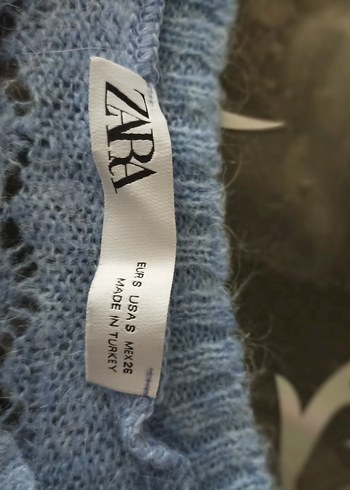 ZARA
EUR S USA S MEX 26
MADE IN TURKEY